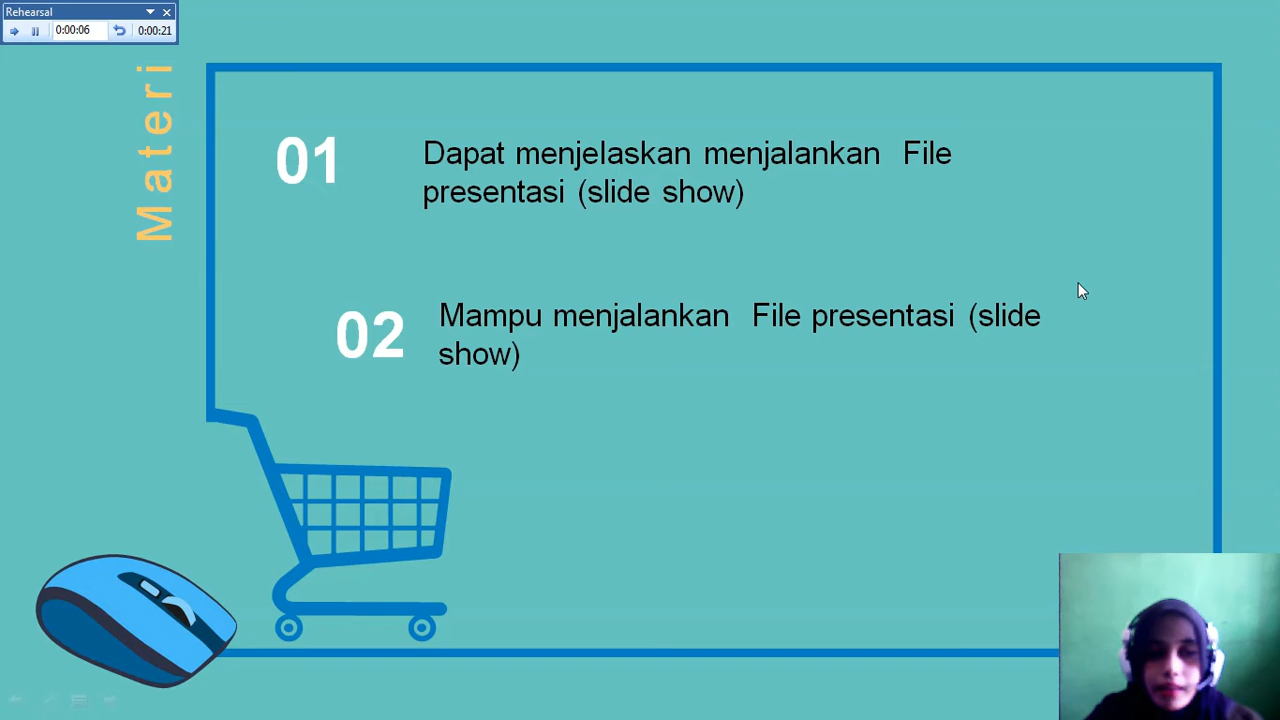 Rehearsal
0:00:06
0:00:21
Materi
01
Dapat menjelaskan menjalankan File
presentasi (slide show)
02
Mampu menjalankan File presentasi (slide
show)